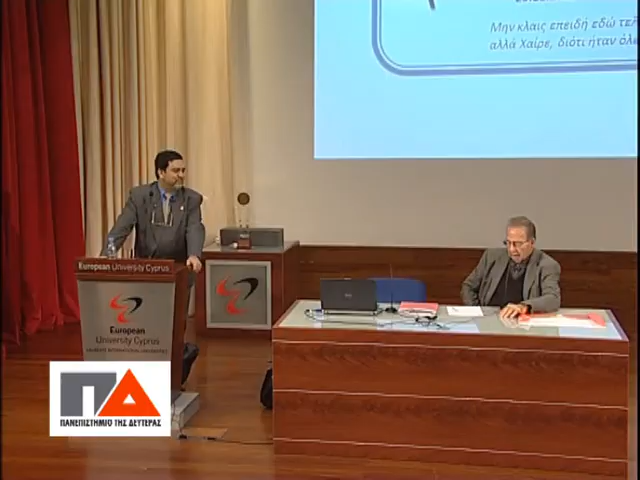 Μην κλαις επειδή εδώ τελ
αλλά Χαίρε, διότι ήταν όλ
European University Cyprus
European
University Cyprus
ΠΔ
ΠΑΝΕΠΙΣΤΗΜΙΟ ΤΗΣ ΔΕΥΤΕΡΑΣ